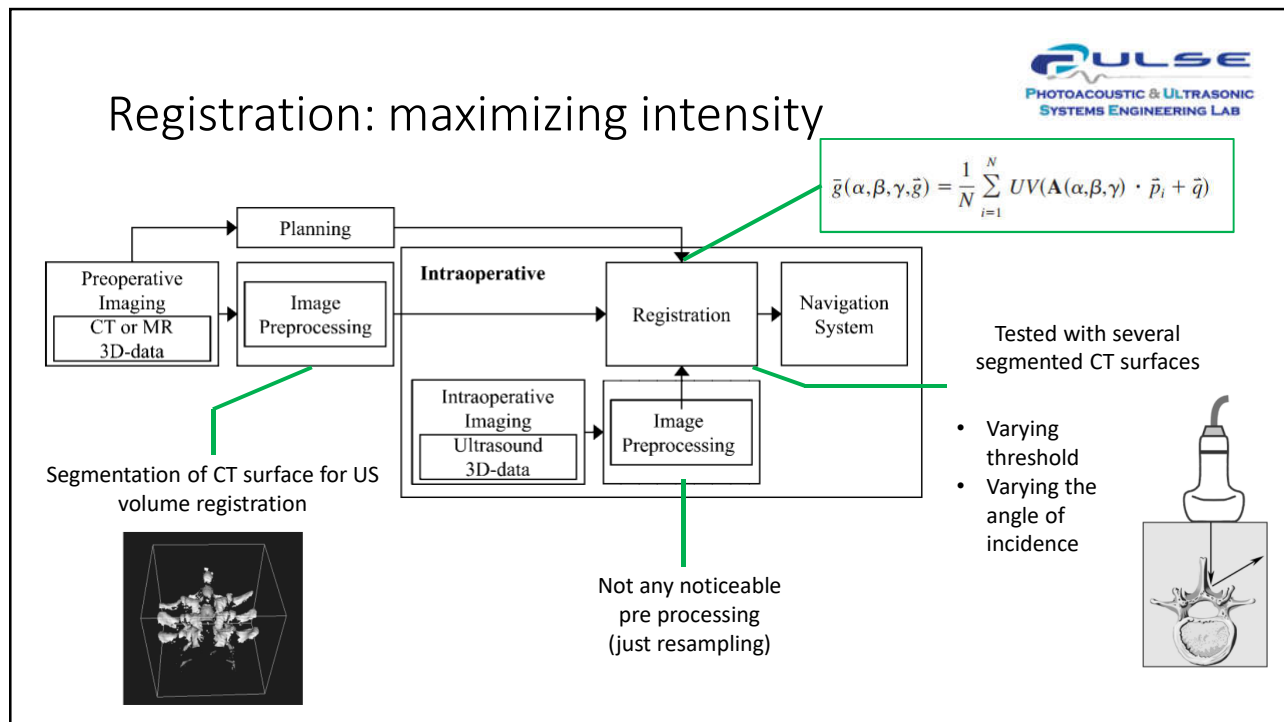 PULSE
PHOTOACOUSTIC & ULTRASONIC
SYSTEMS ENGINEERING LAB
Registration: maximizing intensity
ḡ(α,β,γ,g⃗) = 1/N ∑_{i=1}^{N} UV(A(α,β,γ) · p⃗_i + q⃗)
Planning
Preoperative
Imaging
CT or MR
3D-data
Image
Preprocessing
Intraoperative
Registration
Navigation
System
Intraoperative
Imaging
Ultrasound
3D-data
Image
Preprocessing
Tested with several
segmented CT surfaces
• Varying
threshold
• Varying the
angle of
incidence
Segmentation of CT surface for US
volume registration
Not any noticeable
pre processing
(just resampling)